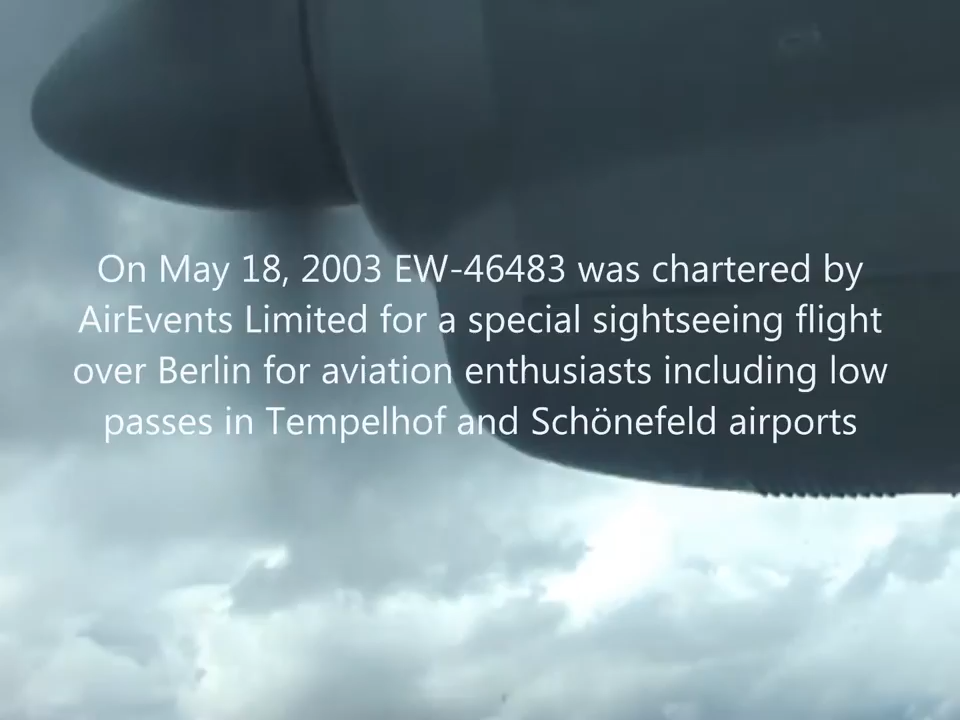 On May 18, 2003 EW-46483 was chartered by
AirEvents Limited for a special sightseeing flight
over Berlin for aviation enthusiasts including low
passes in Tempelhof and Schönefeld airports